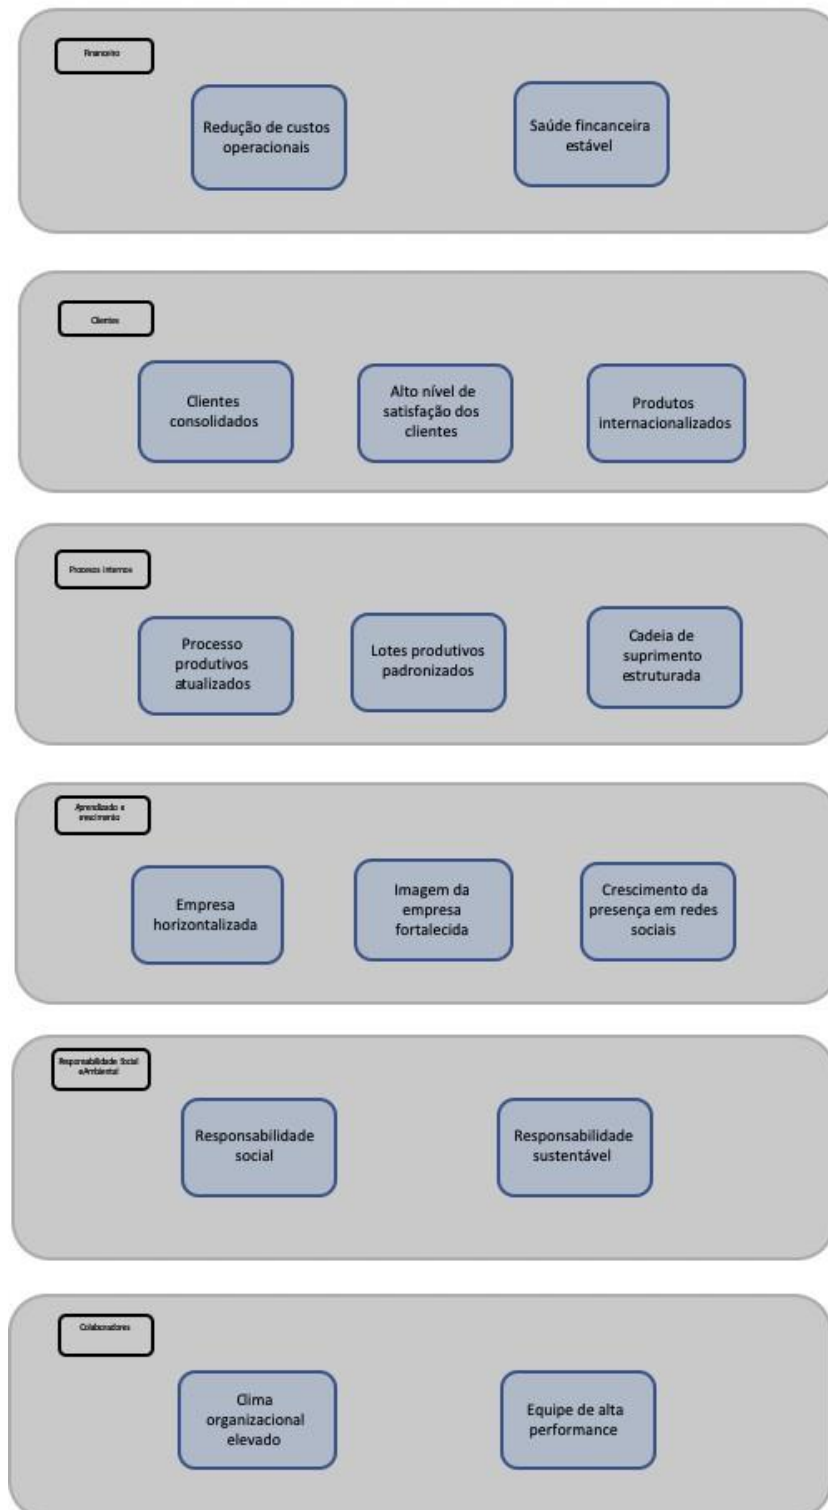 Financeiro
Redução de custos
operacionais
Saúde fincanceira
estável
Clientes
Clientes
consolidados
Alto nível de
satisfação dos
clientes
Produtos
internacionalizados
Processos Internos
Processo
produtivos
atualizados
Lotes produtivos
padronizados
Cadeia de
suprimento
estruturada
Aprendizado e
crescimento
Empresa
horizontalizada
Imagem da
empresa
fortalecida
Crescimento da
presença em redes
sociais
Responsabilidade Social
e Ambiental
Responsabilidade
social
Responsabilidade
sustentável
Colaboradores
Clima
organizacional
elevado
Equipe de alta
performance